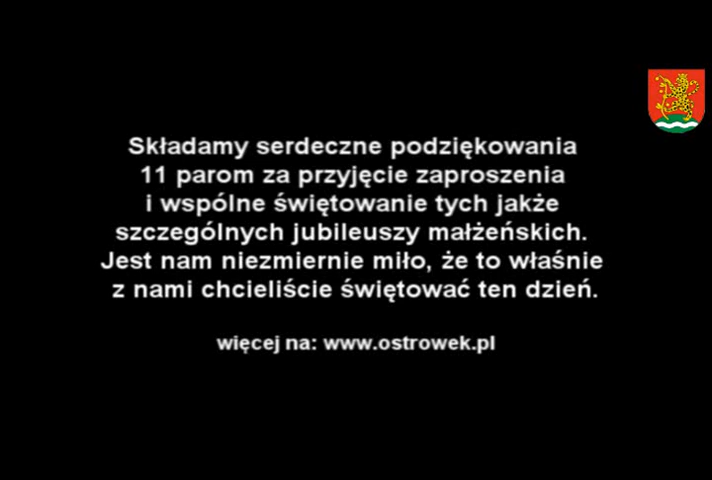 Składamy serdeczne podziękowania
11 parom za przyjęcie zaproszenia
i wspólne świętowanie tych jakże
szczególnych jubileuszy małżeńskich.
Jest nam niezmiernie miło, że to właśnie
z nami chcieliście świętować ten dzień.
więcej na: www.ostrowek.pl